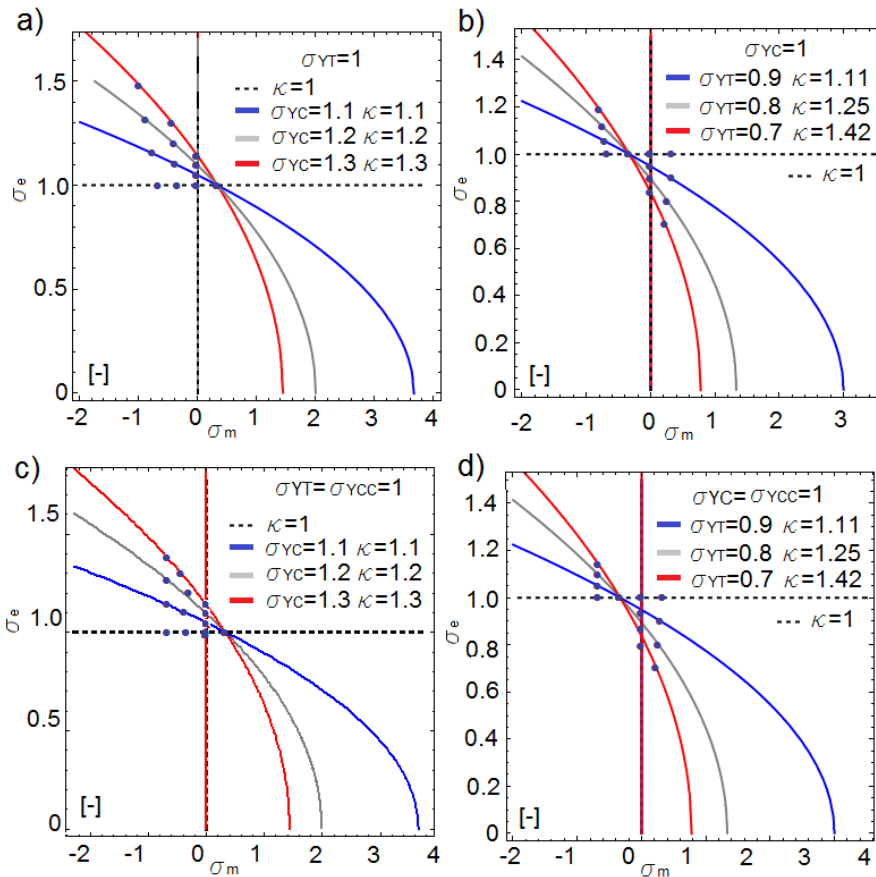 a)
σYT=1
κ=1
σYC=1.1 κ=1.1
σYC=1.2 κ=1.2
σYC=1.3 κ=1.3
1.5
1.0
0.5
0
σe
[-]
-2 -1 0 1 2 3 4
σm
b)
σYC=1
σYT=0.9 κ=1.11
σYT=0.8 κ=1.25
σYT=0.7 κ=1.42
κ=1
1.4
1.2
1.0
0.8
0.6
0.4
0.2
0
σe
[-]
-2 -1 0 1 2 3
σm
c)
σYT=σYCC=1
κ=1
σYC=1.1 κ=1.1
σYC=1.2 κ=1.2
σYC=1.3 κ=1.3
1.5
1.0
0.5
0
σe
[-]
-2 -1 0 1 2 3 4
σm
d)
σYC=σYCC=1
σYT=0.9 κ=1.11
σYT=0.8 κ=1.25
σYT=0.7 κ=1.42
κ=1
1.4
1.2
1.0
0.8
0.6
0.4
0.2
0
σe
[-]
-2 -1 0 1 2 3 4
σm